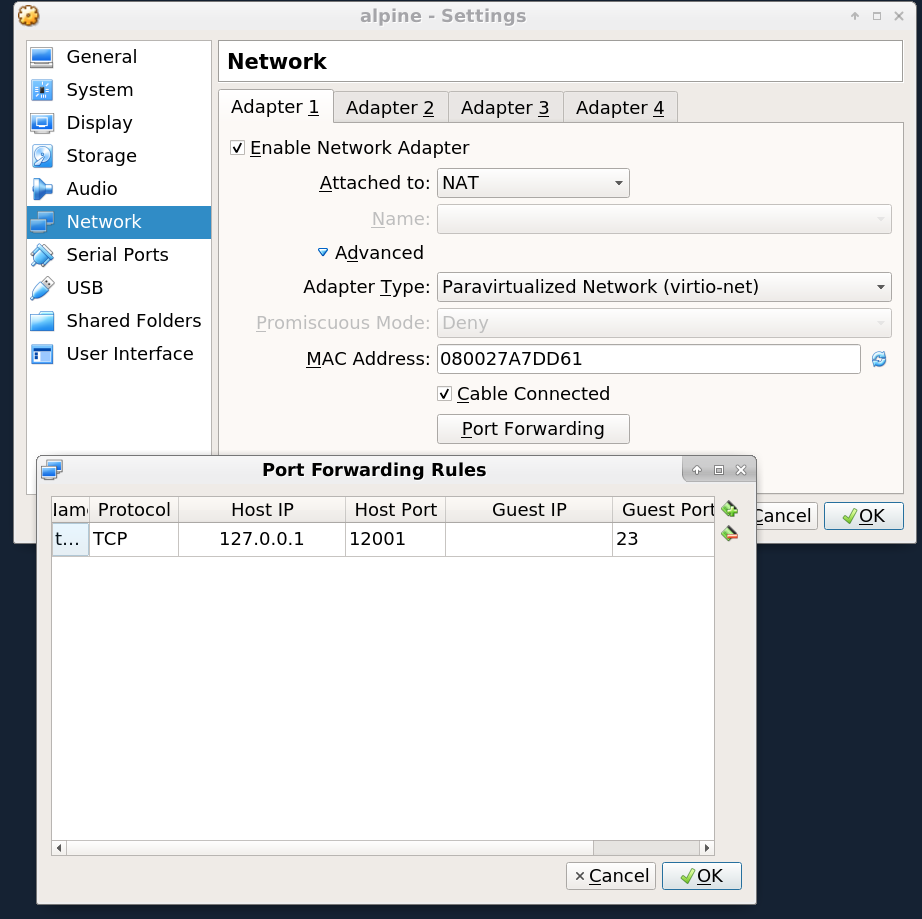 alpine - Settings
General
System
Display
Storage
Audio
Network
Serial Ports
USB
Shared Folders
User Interface
Network
Adapter 1 Adapter 2 Adapter 3 Adapter 4
Enable Network Adapter
Attached to: NAT
Name:
Advanced
Adapter Type: Paravirtualized Network (virtio-net)
Promiscuous Mode: Deny
MAC Address: 080027A7DD61
Cable Connected
Port Forwarding
Cancel OK
Port Forwarding Rules
Protocol Host IP Host Port Guest IP Guest Port
t... TCP 127.0.0.1 12001 23
Cancel OK